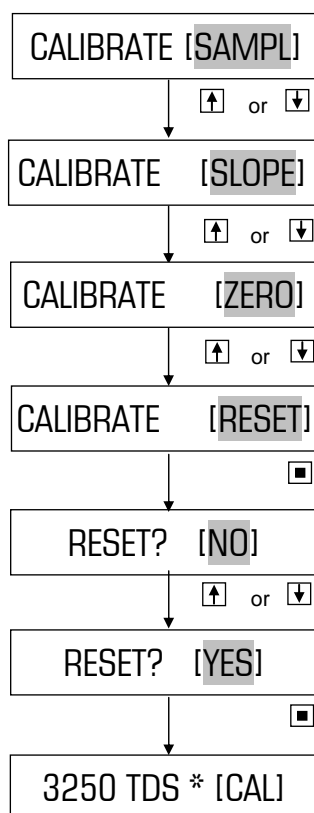 CALIBRATE [SAMPL]
or
CALIBRATE [SLOPE]
or
CALIBRATE [ZERO]
or
CALIBRATE [RESET]
RESET? [NO]
or
RESET? [YES]
3250 TDS * [CAL]